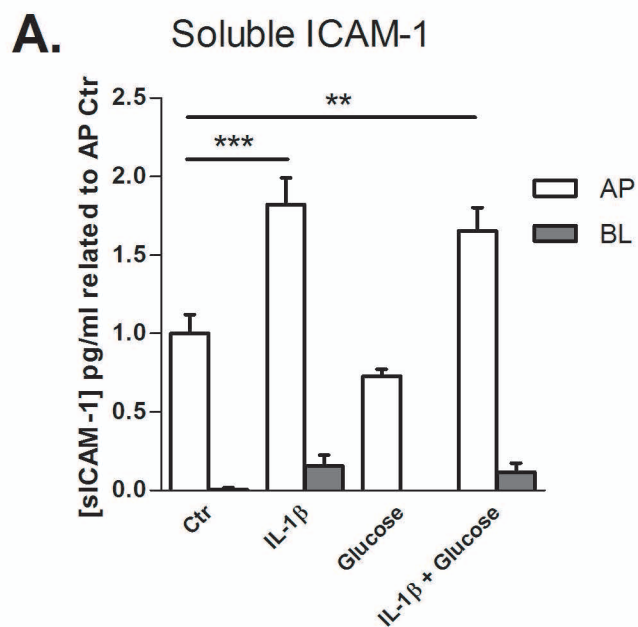 A.
Soluble ICAM-1
[sICAM-1] pg/ml related to AP Ctr
2.5
2.0
1.5
1.0
0.5
0.0
**
***
AP
BL
Ctr
IL-1β
Glucose
IL-1β + Glucose